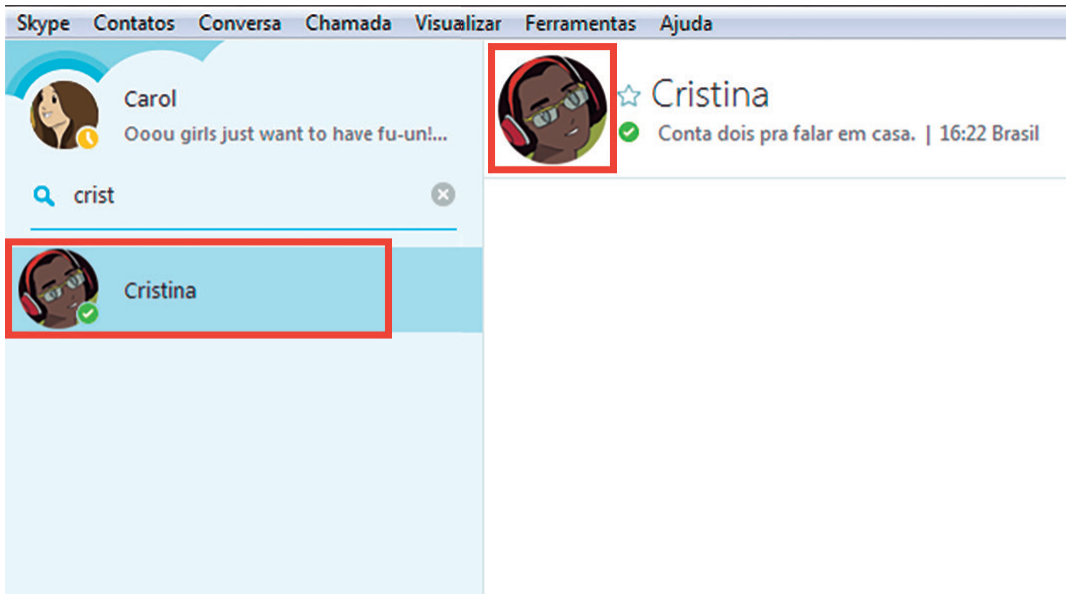 Skype Contatos Conversa Chamada Visualizar Ferramentas Ajuda
Carol
Ooou girls just want to have fu-un!...
crist
Cristina
Cristina
Conta dois pra falar em casa. | 16:22 Brasil